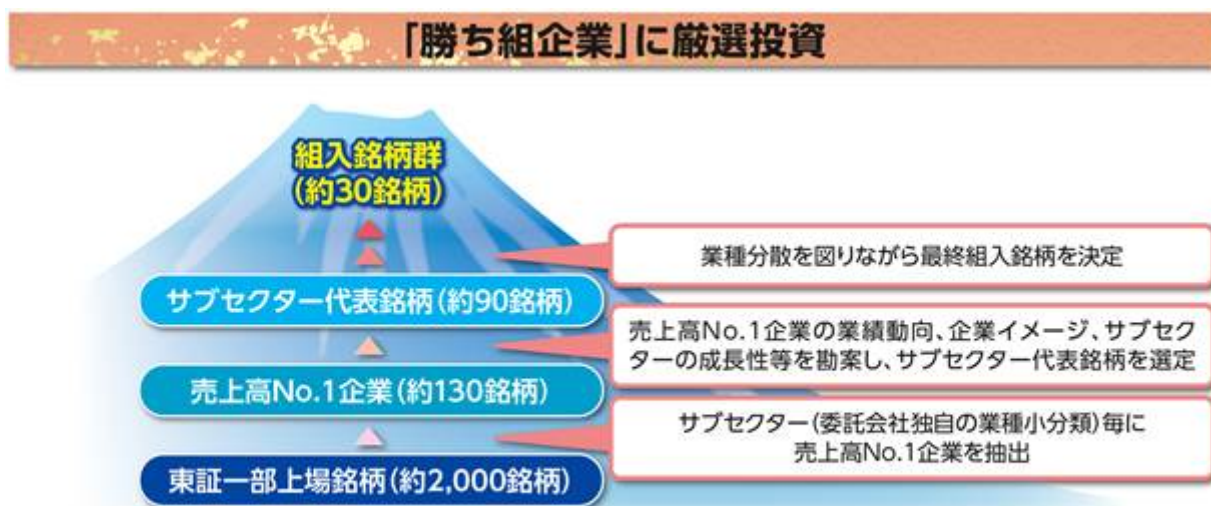 「勝ち組企業」に厳選投資
組入銘柄群
(約30銘柄)
業種分散を図りながら最終組入銘柄を決定
サブセクター代表銘柄(約90銘柄)
売上高No.1企業の業績動向、企業イメージ、サブセク
ターの成長性等を勘案し、サブセクター代表銘柄を選定
売上高No.1企業(約130銘柄)
サブセクター(委託会社独自の業種小分類)毎に
売上高No.1企業を抽出
東証一部上場銘柄(約2,000銘柄)